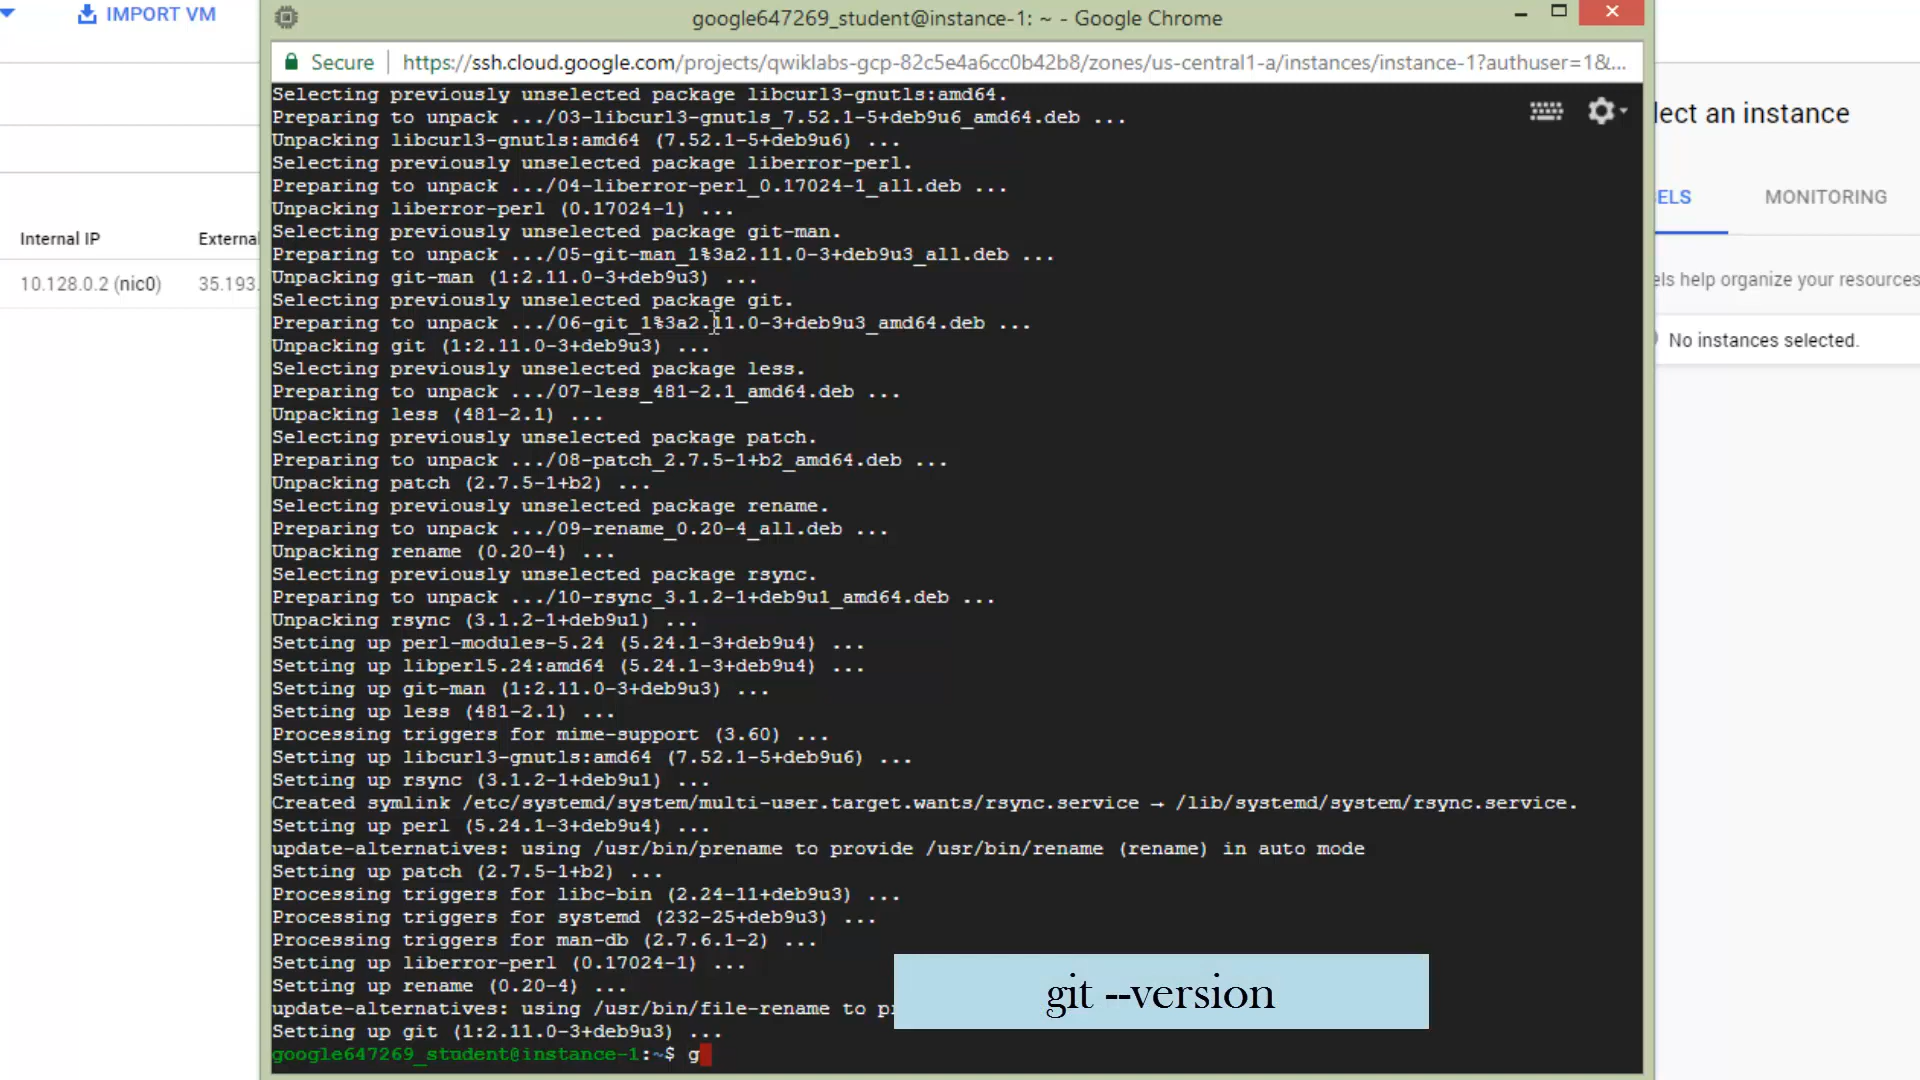 IMPORT VM
google647269_student@instance-1: ~ - Google Chrome
Secure | https://ssh.cloud.google.com/projects/qwiklabs-gcp-82c5e4a6cc0b42b8/zones/us-central1-a/instances/instance-1?authuser=1&...
Selecting previously unselected package libcurl3-gnutls:amd64.
Preparing to unpack .../03-libcurl3-gnutls_7.52.1-5+deb9u6_amd64.deb ...
Unpacking libcurl3-gnutls:amd64 (7.52.1-5+deb9u6) ...
Selecting previously unselected package liberror-perl.
Preparing to unpack .../04-liberror-perl_0.17024-1_all.deb ...
Unpacking liberror-perl (0.17024-1) ...
Selecting previously unselected package git-man.
Preparing to unpack .../05-git-man_1%3a2.11.0-3+deb9u3_all.deb ...
Unpacking git-man (1:2.11.0-3+deb9u3) ...
Selecting previously unselected package git.
Preparing to unpack .../06-git_1%3a2.11.0-3+deb9u3_amd64.deb ...
Unpacking git (1:2.11.0-3+deb9u3) ...
Selecting previously unselected package less.
Preparing to unpack .../07-less_481-2.1_amd64.deb ...
Unpacking less (481-2.1) ...
Selecting previously unselected package patch.
Preparing to unpack .../08-patch_2.7.5-1+b2_amd64.deb ...
Unpacking patch (2.7.5-1+b2) ...
Selecting previously unselected package rename.
Preparing to unpack .../09-rename_0.20-4_all.deb ...
Unpacking rename (0.20-4) ...
Selecting previously unselected package rsync.
Preparing to unpack .../10-rsync_3.1.2-1+deb9u1_amd64.deb ...
Unpacking rsync (3.1.2-1+deb9u1) ...
Setting up perl-modules-5.24 (5.24.1-3+deb9u4) ...
Setting up libperl5.24:amd64 (5.24.1-3+deb9u4) ...
Setting up git-man (1:2.11.0-3+deb9u3) ...
Setting up less (481-2.1) ...
Processing triggers for mime-support (3.60) ...
Setting up libcurl3-gnutls:amd64 (7.52.1-5+deb9u6) ...
Setting up rsync (3.1.2-1+deb9u1) ...
Created symlink /etc/systemd/system/multi-user.target.wants/rsync.service → /lib/systemd/system/rsync.service.
Setting up perl (5.24.1-3+deb9u4) ...
update-alternatives: using /usr/bin/prename to provide /usr/bin/rename (rename) in auto mode
Setting up patch (2.7.5-1+b2) ...
Processing triggers for libc-bin (2.24-11+deb9u3) ...
Processing triggers for systemd (232-25+deb9u3) ...
Processing triggers for man-db (2.7.6.1-2) ...
Setting up liberror-perl (0.17024-1) ...
Setting up rename (0.20-4) ...
update-alternatives: using /usr/bin/file-rename to p
Setting up git (1:2.11.0-3+deb9u3) ...
google647269_student@instance-1:~$ g
git --version
Internal IP
External
10.128.0.2 (nic0)
35.193.
lect an instance
ELS
MONITORING
els help organize your resources
No instances selected.